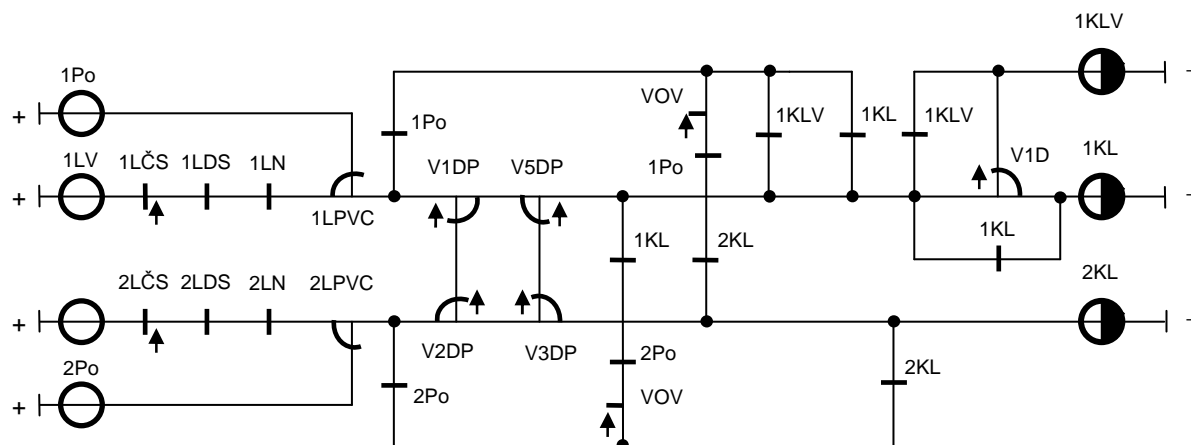 1KLV
1Po
VOV
+
-
1Po
1KLV
1KL
1KLV
1LV
1LČS
1LDS
1LN
V1DP
V5DP
1Po
V1D
1KL
+
-
1LPVC
1KL
2KL
1KL
2LČS
2LDS
2LN
2LPVC
2KL
+
-
2Po
V2DP
V3DP
2Po
2KL
+
2Po
VOV